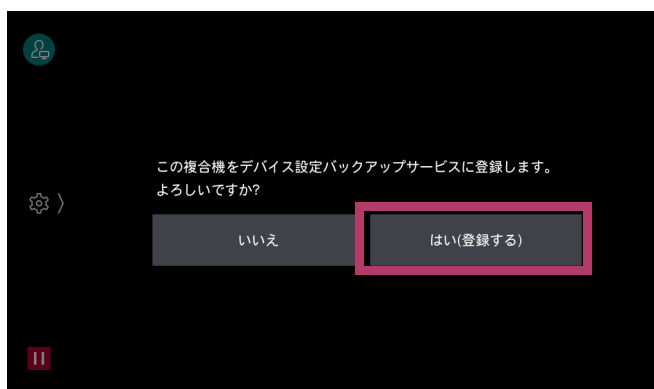 この複合機をデバイス設定バックアップサービスに登録します。
よろしいですか?
いいえ
はい(登録する)